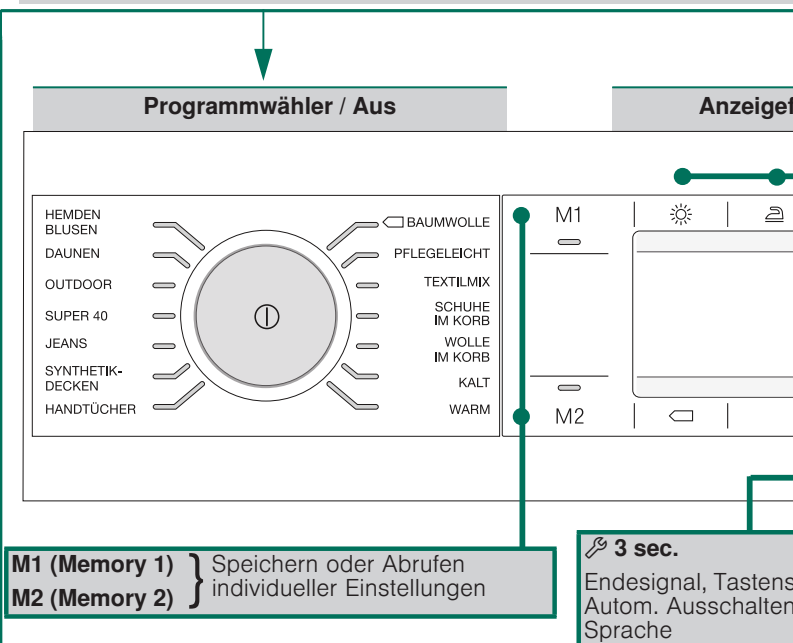 Programmwähler / Aus
HEMDEN
BLUSEN
DAUNEN
OUTDOOR
SUPER 40
JEANS
SYNTHETIK-
DECKEN
HANDTÜCHER
BAUMWOLLE
PFLEGELEICHT
TEXTILMIX
SCHUHE
IM KORB
WOLLE
IM KORB
KALT
WARM
Anzeigef
M1
M2
M1 (Memory 1)
M2 (Memory 2)
} Speichern oder Abrufen
individueller Einstellungen
3 sec.
Endesignal, Tastens
Autom. Ausschalten
Sprache